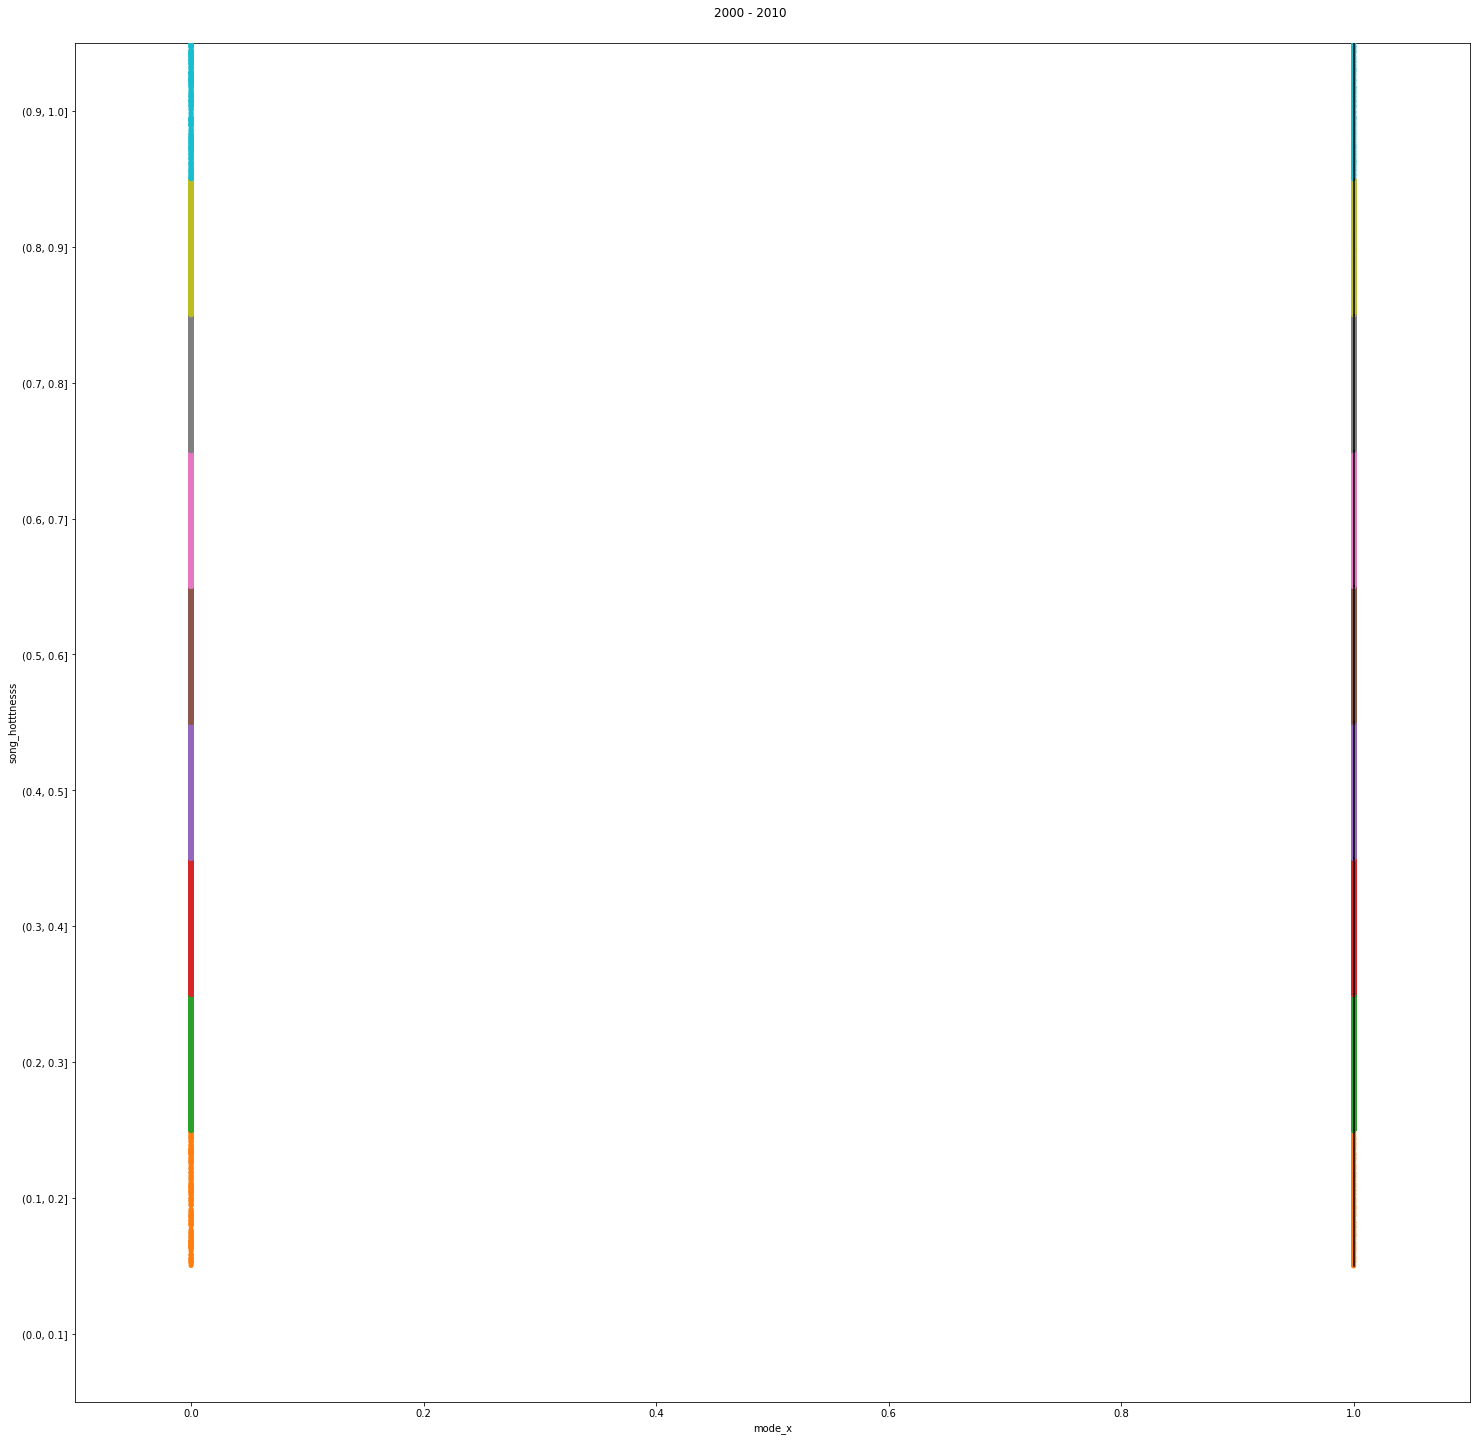 2000 - 2010
(0.9, 1.0]
(0.8, 0.9]
(0.7, 0.8]
(0.6, 0.7]
(0.5, 0.6]
(0.4, 0.5]
(0.3, 0.4]
(0.2, 0.3]
(0.1, 0.2]
(0.0, 0.1]
song_hotttnesss
0.0 0.2 0.4 0.6 0.8 1.0
mode_x